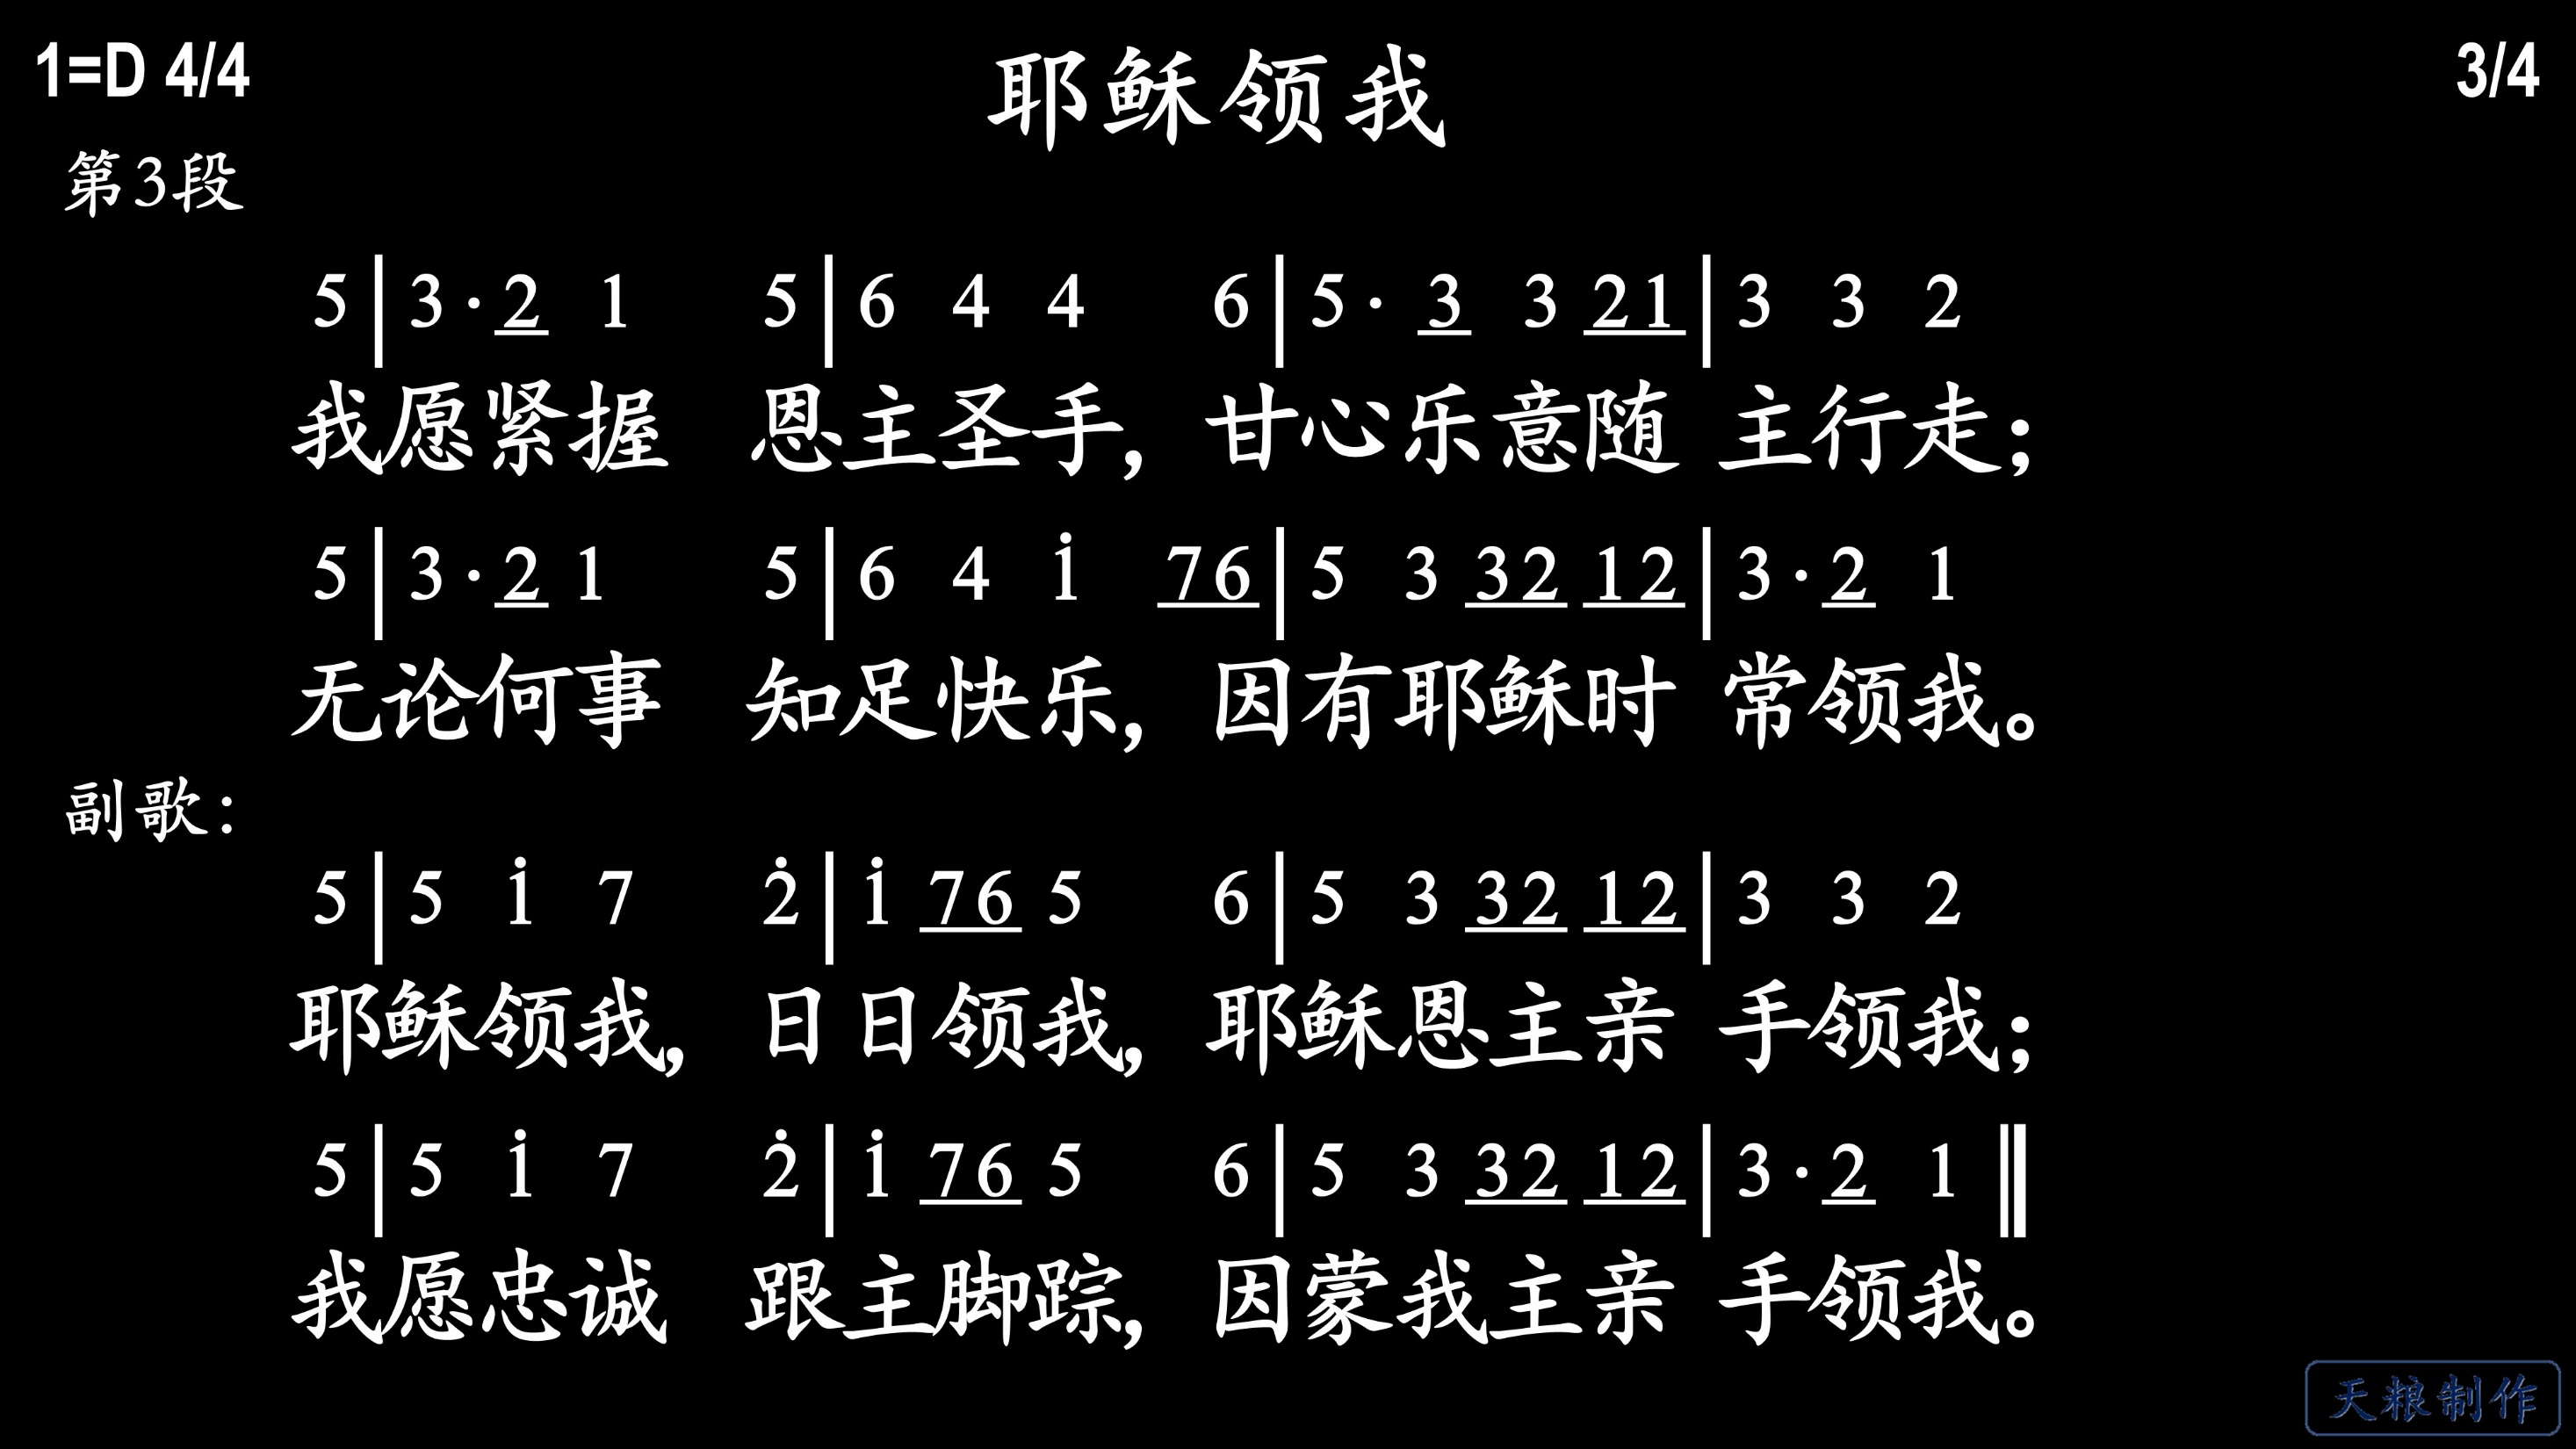 1=D 4/4 耶稣领我 3/4
第3段
5 | 3 · 2 1 5 | 6 4 4 6 | 5 · 3 3 21 | 3 3 2
我愿紧握 恩主圣手, 甘心乐意随 主行走;
5 | 3 · 2 1 5 | 6 4 i 76 | 5 3 32 12 | 3 · 2 1
无论何事 知足快乐, 因有耶稣时 常领我。
副歌:
5 | 5 i 7 2̇ | i 76 5 6 | 5 3 32 12 | 3 3 2
耶稣领我, 日日领我, 耶稣恩主亲 手领我;
5 | 5 i 7 2̇ | i 76 5 6 | 5 3 32 12 | 3 · 2 1 ‖
我愿忠诚 跟主脚踪, 因蒙我主亲 手领我。
天粮制作